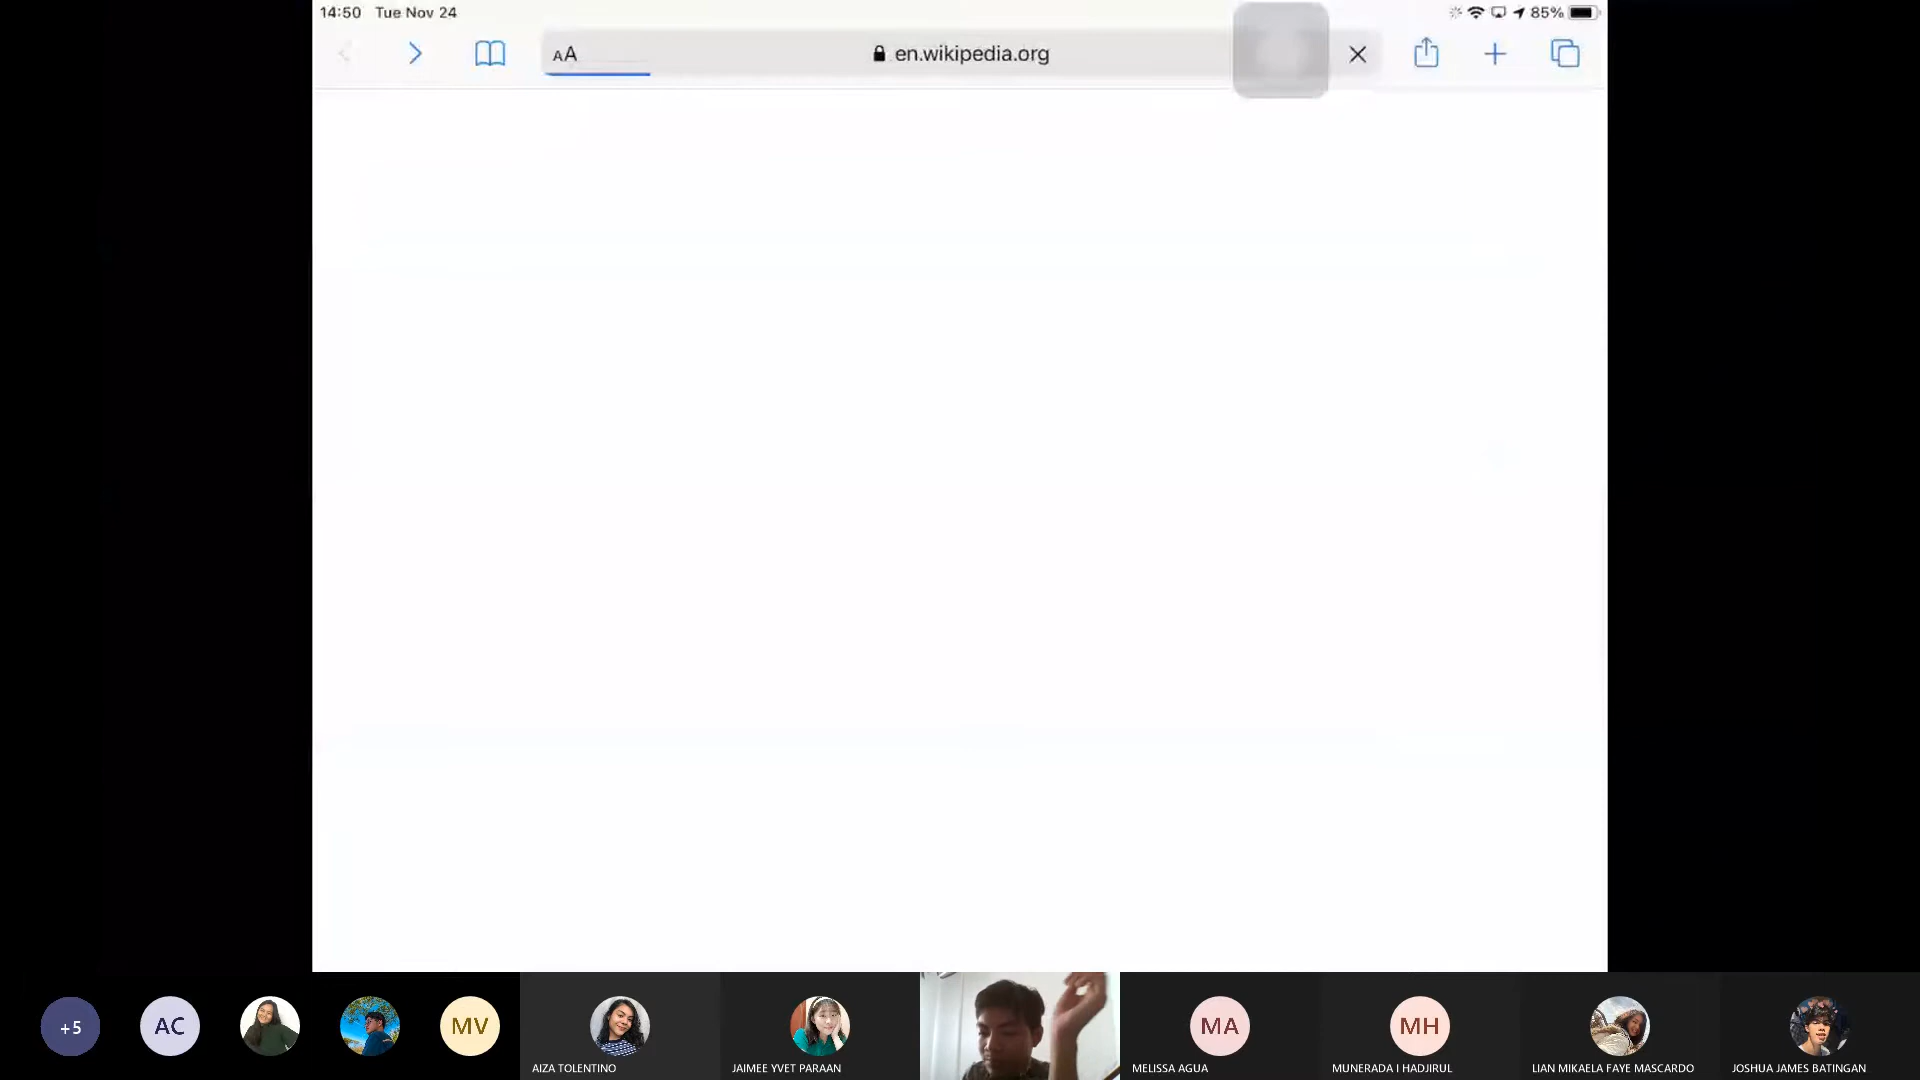 14:50 Tue Nov 24
85%
AA
en.wikipedia.org
+5
AC
MV
MA
MH
AIZA TOLENTINO
JAIMEE YVET PARAAN
MELISSA AGUA
MUNERADA I HADJIRUL
LIAN MIKAELA FAYE MASCARDO
JOSHUA JAMES BATINGAN